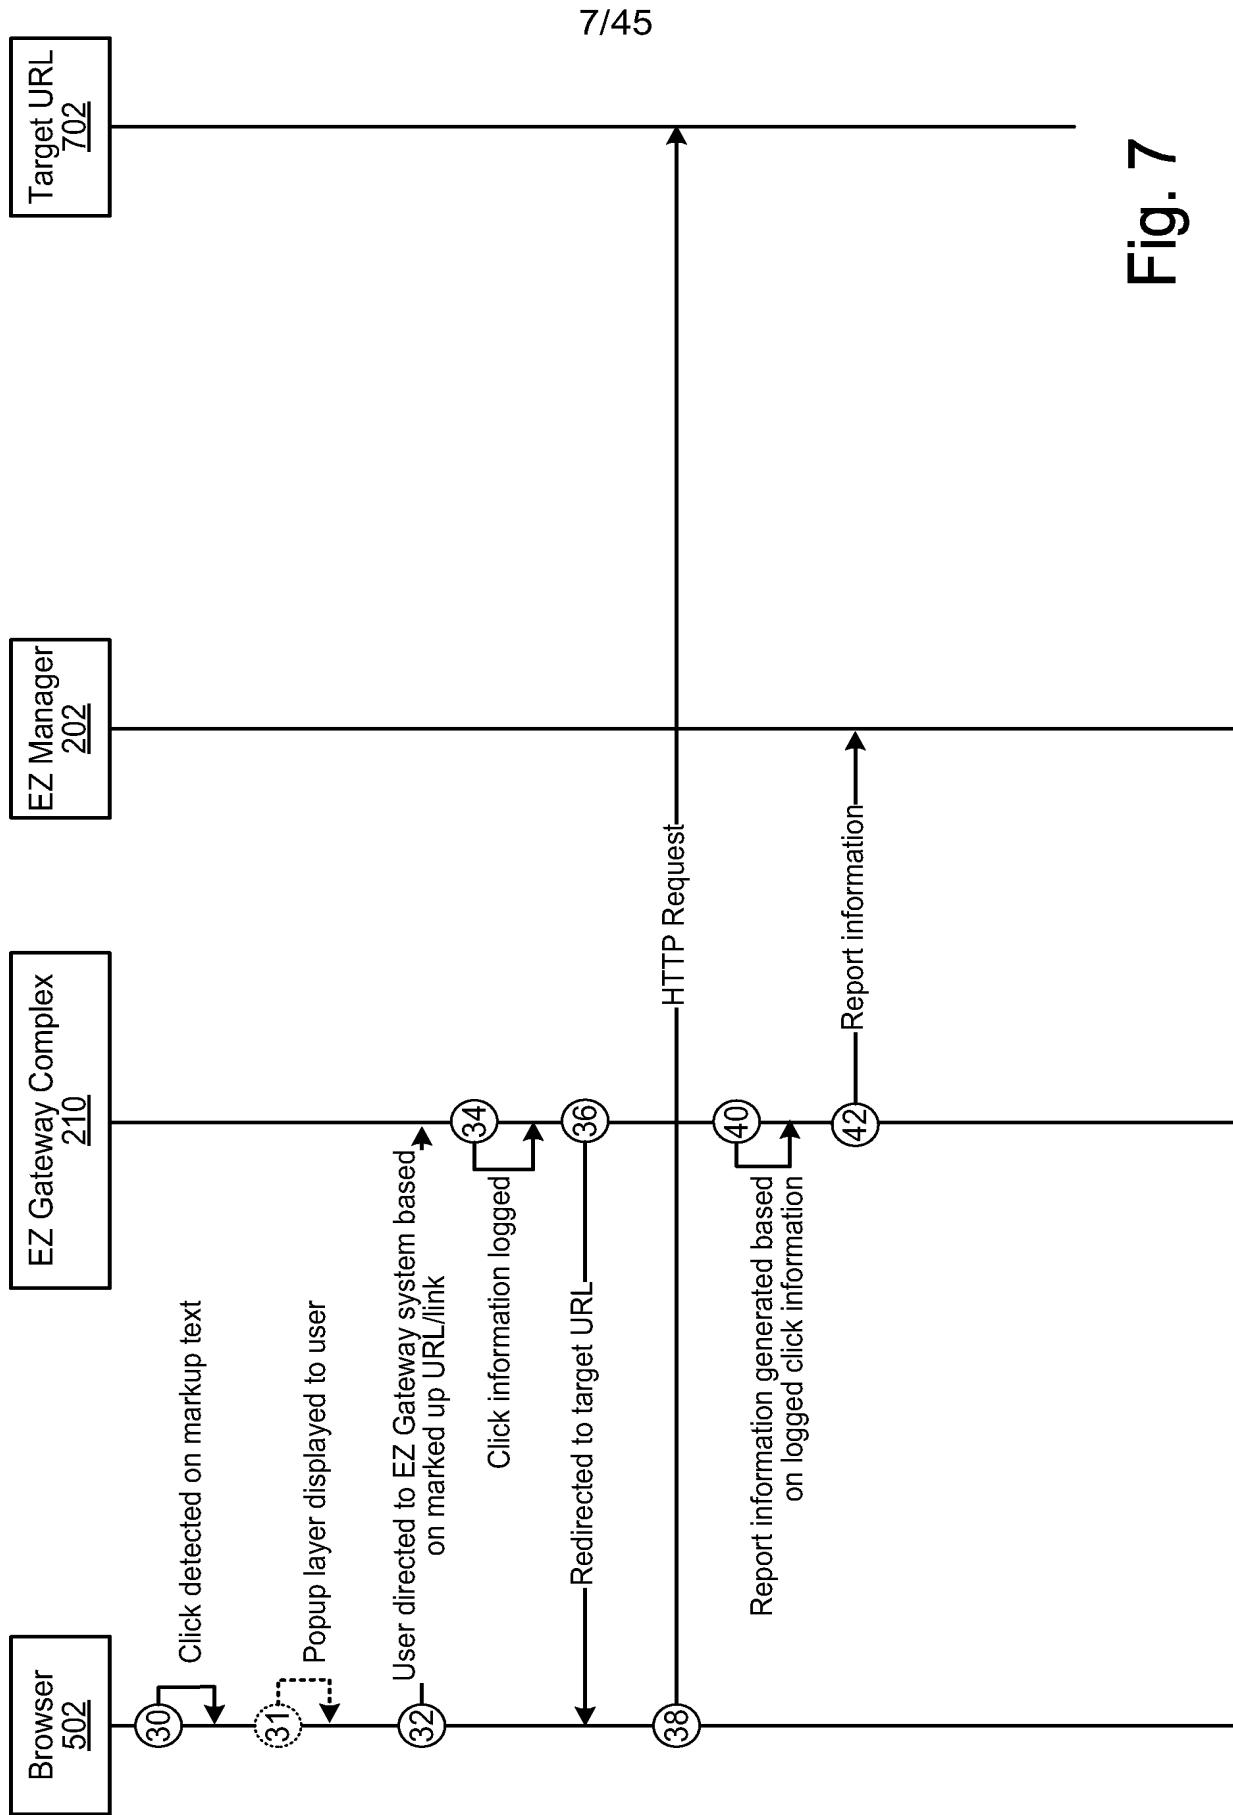 7/45
Browser
502
EZ Gateway Complex
210
EZ Manager
202
Target URL
702
30
Click detected on markup text
31
Popup layer displayed to user
32
User directed to EZ Gateway system based
on marked up URL/link
34
Click information logged
36
Redirected to target URL
38
HTTP Request
40
Report information generated based
on logged click information
42
Report information
Fig. 7